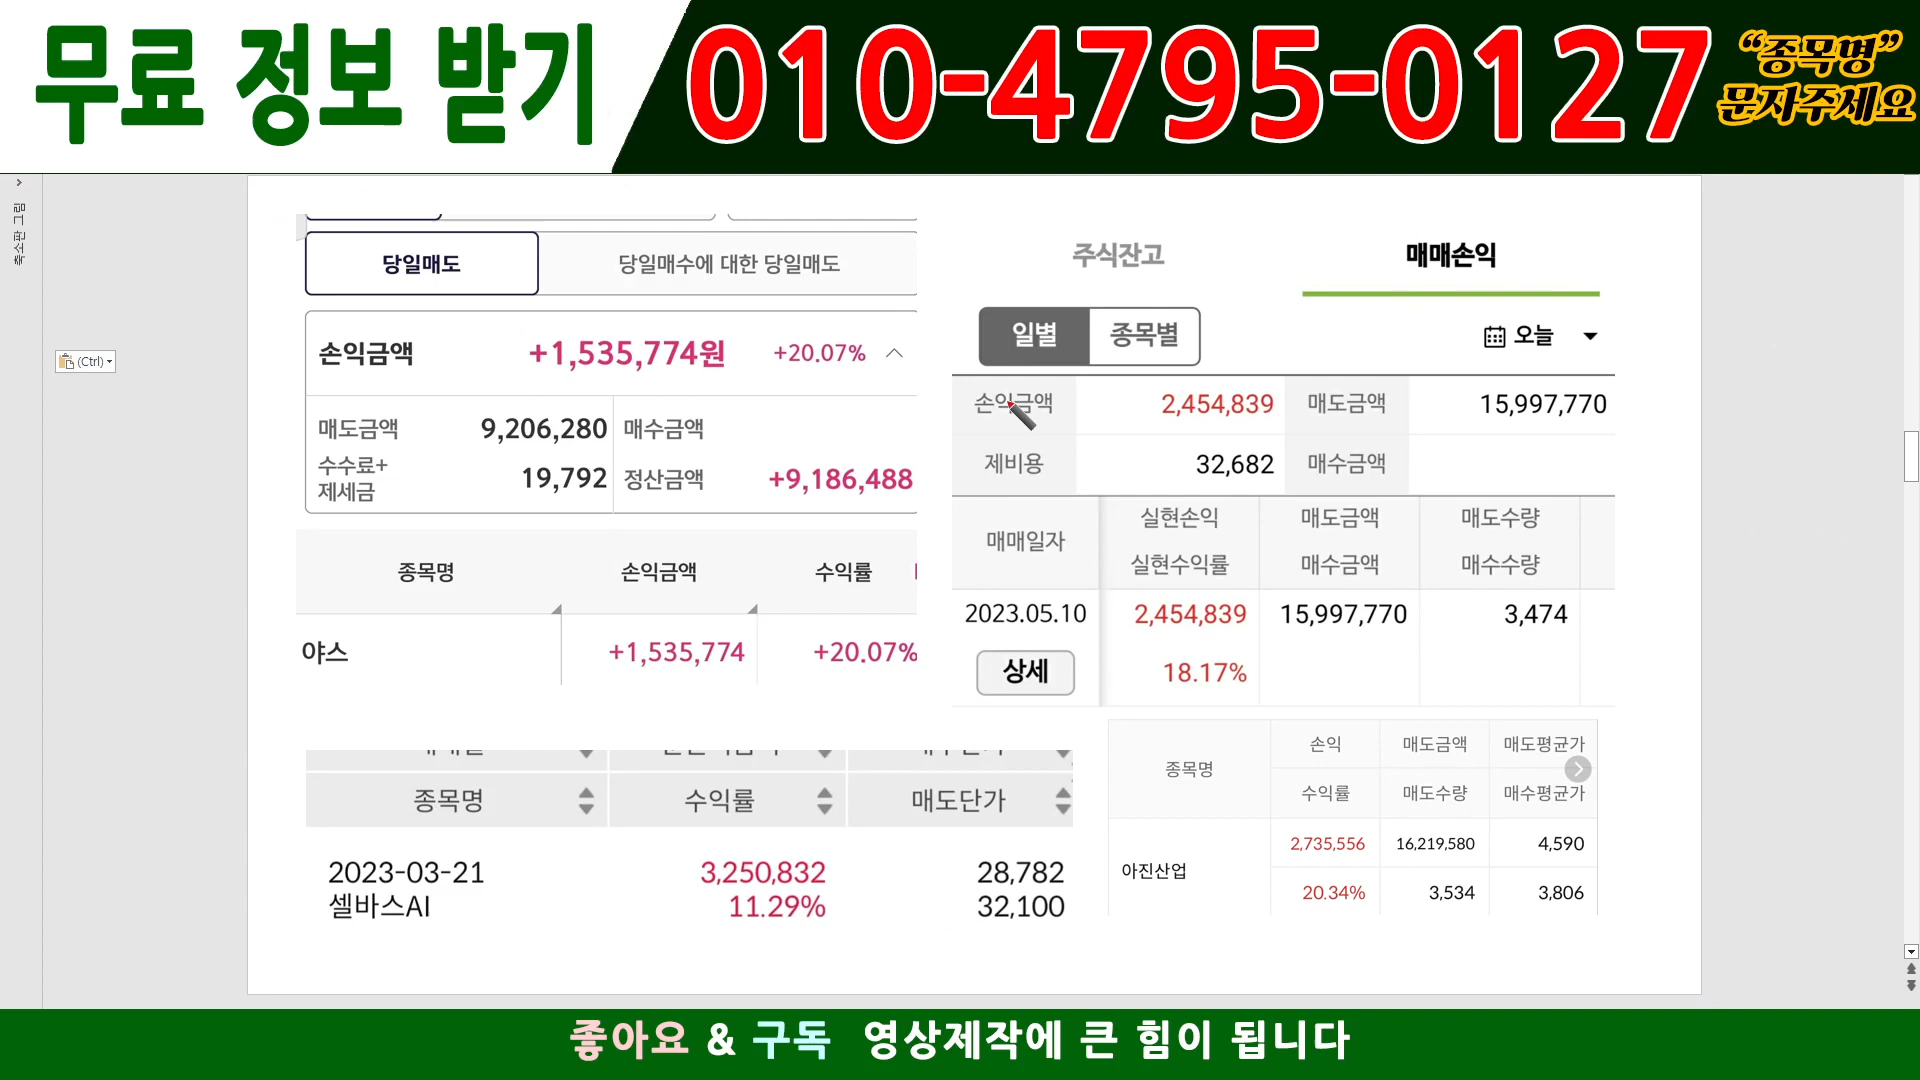 무료 정보 받기
010-4795-0127
“종목명”
문자주세요
축소판 그림
(Ctrl)
당일매도
당일매수에 대한 당일매도
손익금액
+1,535,774원
+20.07%
매도금액
9,206,280
매수금액
수수료+
제세금
19,792
정산금액
+9,186,488
종목명
손익금액
수익률
야스
+1,535,774
+20.07%
주식잔고
매매손익
일별
종목별
오늘
손익금액
2,454,839
매도금액
15,997,770
제비용
32,682
매수금액
매매일자
실현손익
매도금액
매도수량
실현수익률
매수금액
매수수량
2023.05.10
2,454,839
15,997,770
3,474
상세
18.17%
종목명
수익률
매도단가
2023-03-21
3,250,832
28,782
셀바스AI
11.29%
32,100
종목명
손익
매도금액
매도평균가
수익률
매도수량
매수평균가
아진산업
2,735,556
16,219,580
4,590
20.34%
3,534
3,806
좋아요 & 구독 영상제작에 큰 힘이 됩니다